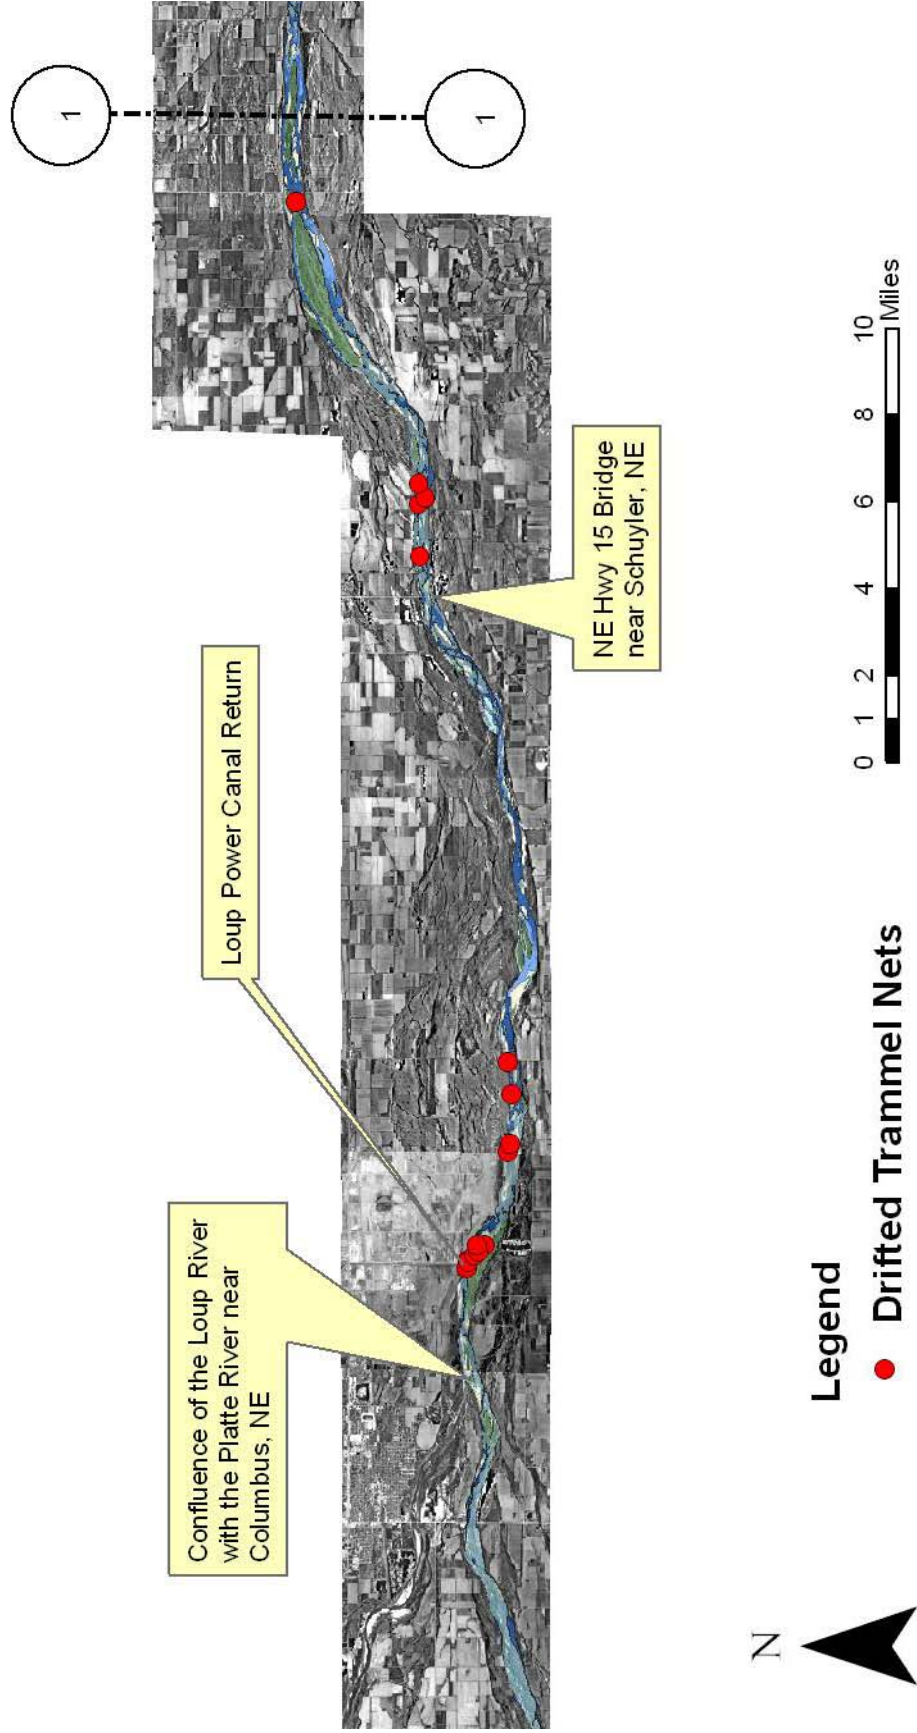 Confluence of the Loup River
with the Platte River near
Columbus, NE
Loup Power Canal Return
NE Hwy 15 Bridge
near Schuyler, NE
1
1
N
Legend
Drifted Trammel Nets
0 1 2 4 6 8 10
Miles